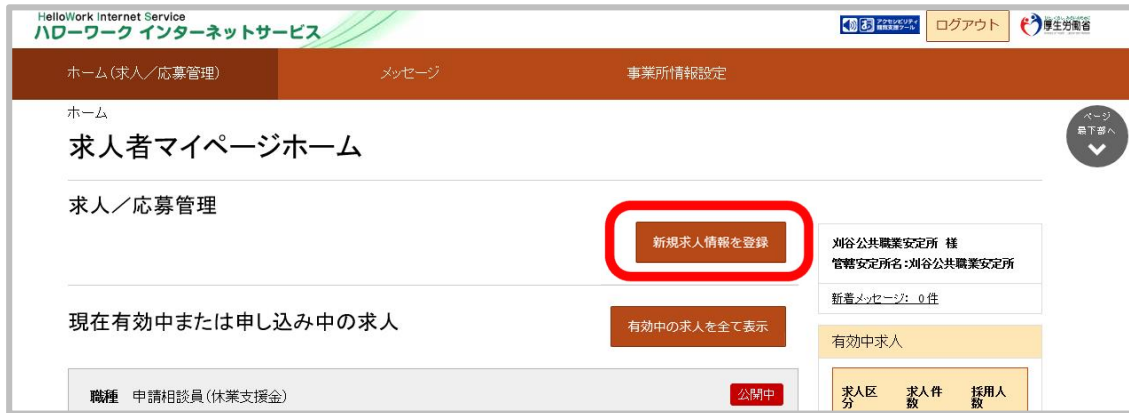 HelloWork Internet Service
ハローワーク インターネットサービス
ログアウト
厚生労働省
ホーム(求人／応募管理)
メッセージ
事業所情報設定
ホーム
ページ
最下部へ
求人者マイページホーム
求人／応募管理
新規求人情報を登録
刈谷公共職業安定所 様
管轄安定所名：刈谷公共職業安定所
新着メッセージ： 0件
現在有効中または申し込み中の求人
有効中の求人を全て表示
有効中求人
職種 申請相談員(休業支援金)
公開中
求人区分
求人件数
採用人数